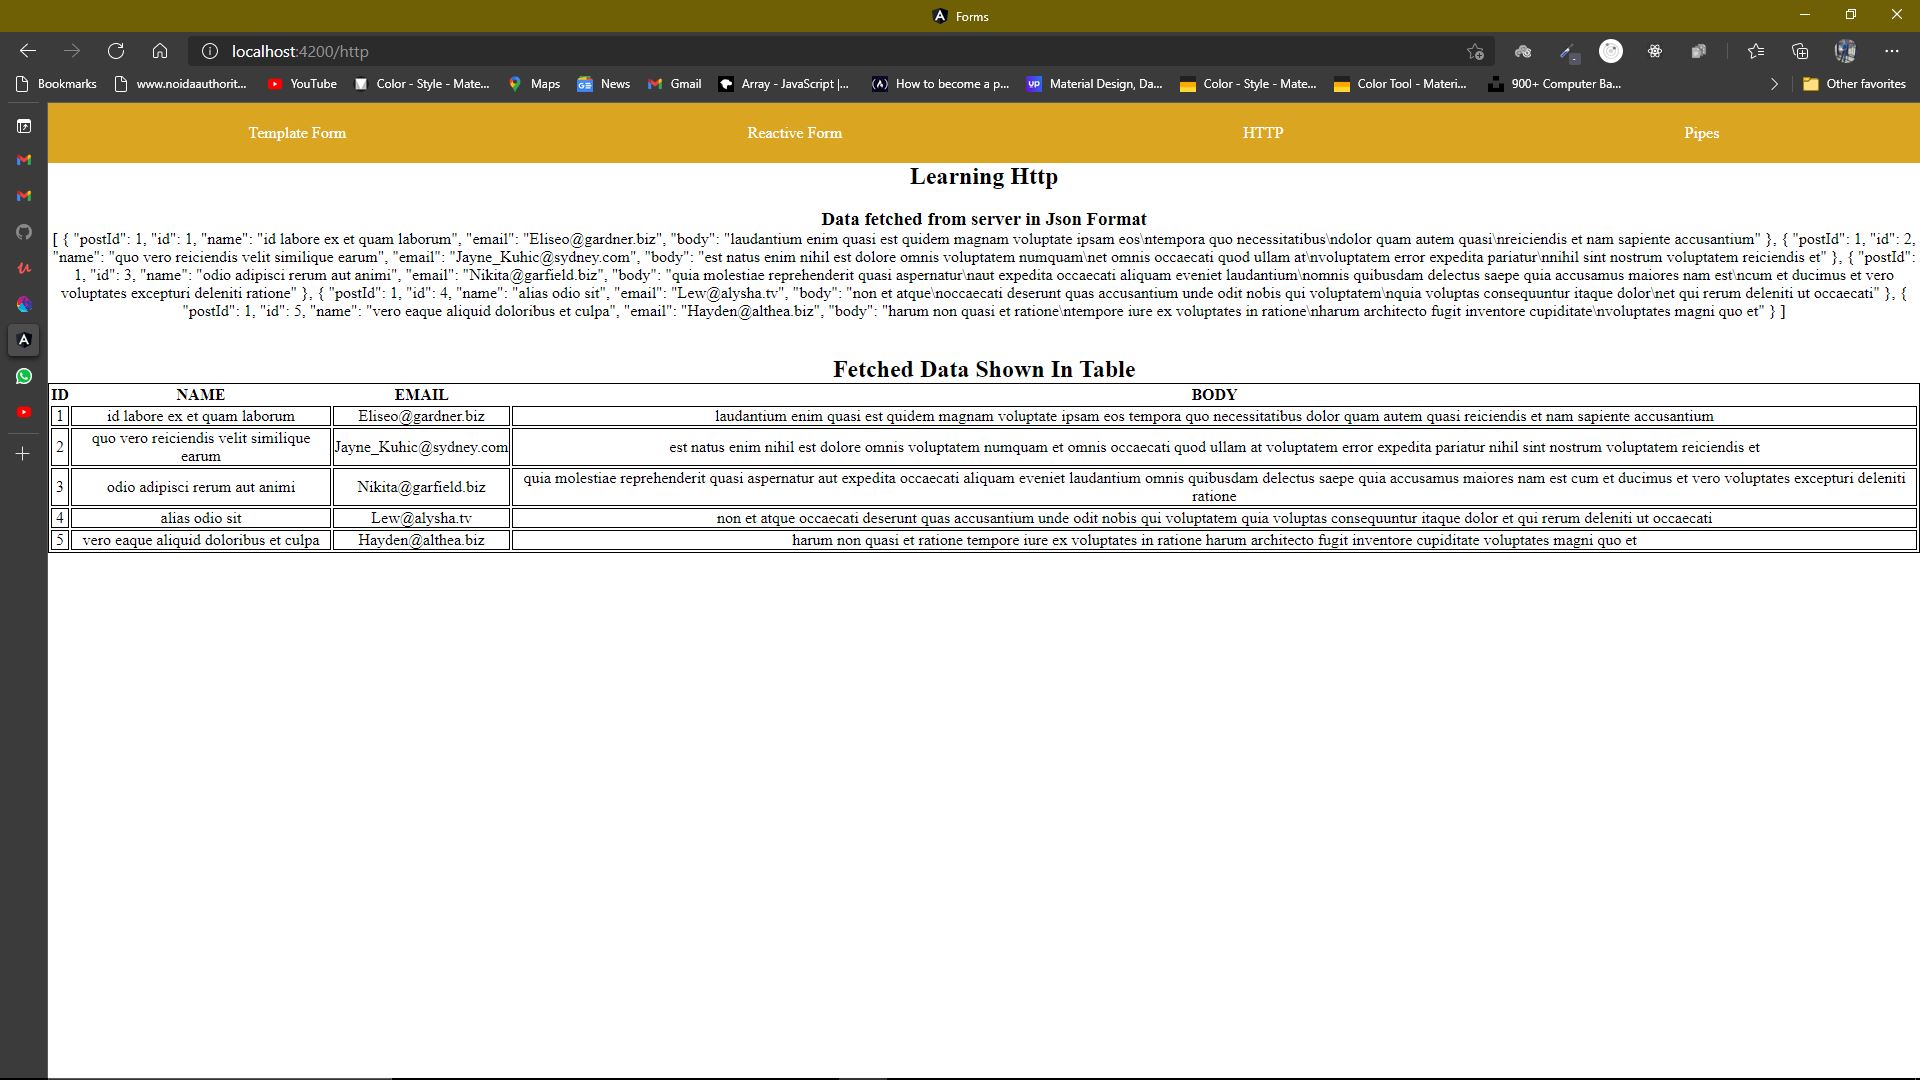 Forms
localhost:4200/http
Bookmarks www.noidaauthorit... YouTube Color - Style - Mate... Maps News Gmail Array - JavaScript |... How to become a p... Material Design, Da... Color - Style - Mate... Color Tool - Materi... 900+ Computer Ba... Other favorites
Template Form Reactive Form HTTP Pipes
Learning Http
Data fetched from server in Json Format
[ { "postId": 1, "id": 1, "name": "id labore ex et quam laborum", "email": "Eliseo@gardner.biz", "body": "laudantium enim quasi est quidem magnam voluptate ipsam eos\ntempora quo necessitatibus\ndolor quam autem quasi\nreiciendis et nam sapiente accusantium" }, { "postId": 1, "id": 2,
"name": "quo vero reiciendis velit similique earum", "email": "Jayne_Kuhic@sydney.com", "body": "est natus enim nihil est dolore omnis voluptatem numquam\net omnis occaecati quod ullam at\nvoluptatem error expedita pariatur\nnihil sint nostrum voluptatem reiciendis et" }, { "postId":
1, "id": 3, "name": "odio adipisci rerum aut animi", "email": "Nikita@garfield.biz", "body": "quia molestiae reprehenderit quasi aspernatur\naut expedita occaecati aliquam eveniet laudantium\nomnis quibusdam delectus saepe quia accusamus maiores nam est\ncum et ducimus et vero
voluptates excepturi deleniti ratione" }, { "postId": 1, "id": 4, "name": "alias odio sit", "email": "Lew@alysha.tv", "body": "non et atque\noccaecati deserunt quas accusantium unde odit nobis qui voluptatem\nquia voluptas consequuntur itaque dolor\net qui rerum deleniti ut occaecati" }, {
"postId": 1, "id": 5, "name": "vero eaque aliquid doloribus et culpa", "email": "Hayden@althea.biz", "body": "harum non quasi et ratione\ntempore iure ex voluptates in ratione\nharum architecto fugit inventore cupiditate\nvoluptates magni quo et" } ]
Fetched Data Shown In Table
ID NAME EMAIL BODY
1 id labore ex et quam laborum Eliseo@gardner.biz laudantium enim quasi est quidem magnam voluptate ipsam eos tempora quo necessitatibus dolor quam autem quasi reiciendis et nam sapiente accusantium
2 quo vero reiciendis velit similique
earum Jayne_Kuhic@sydney.com est natus enim nihil est dolore omnis voluptatem numquam et omnis occaecati quod ullam at voluptatem error expedita pariatur nihil sint nostrum voluptatem reiciendis et
3 odio adipisci rerum aut animi Nikita@garfield.biz quia molestiae reprehenderit quasi aspernatur aut expedita occaecati aliquam eveniet laudantium omnis quibusdam delectus saepe quia accusamus maiores nam est cum et ducimus et vero voluptates excepturi deleniti
ratione
4 alias odio sit Lew@alysha.tv non et atque occaecati deserunt quas accusantium unde odit nobis qui voluptatem quia voluptas consequuntur itaque dolor et qui rerum deleniti ut occaecati
5 vero eaque aliquid doloribus et culpa Hayden@althea.biz harum non quasi et ratione tempore iure ex voluptates in ratione harum architecto fugit inventore cupiditate voluptates magni quo et